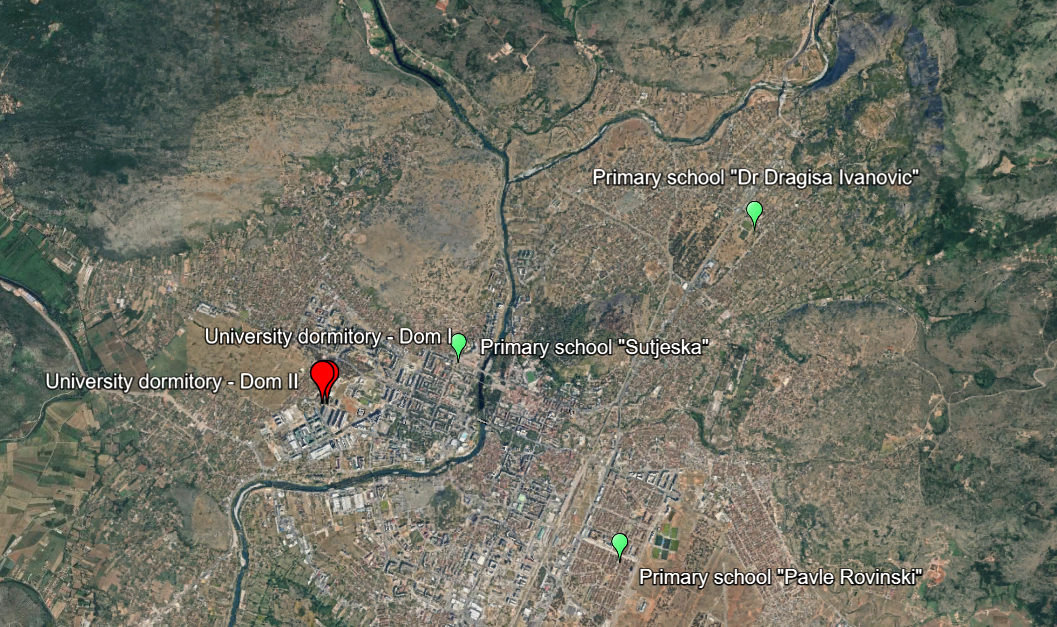 Primary school "Dr Dragisa Ivanovic"
University dormitory - Dom I
Primary school "Sutjeska"
University dormitory - Dom II
Primary school "Pavle Rovinski"